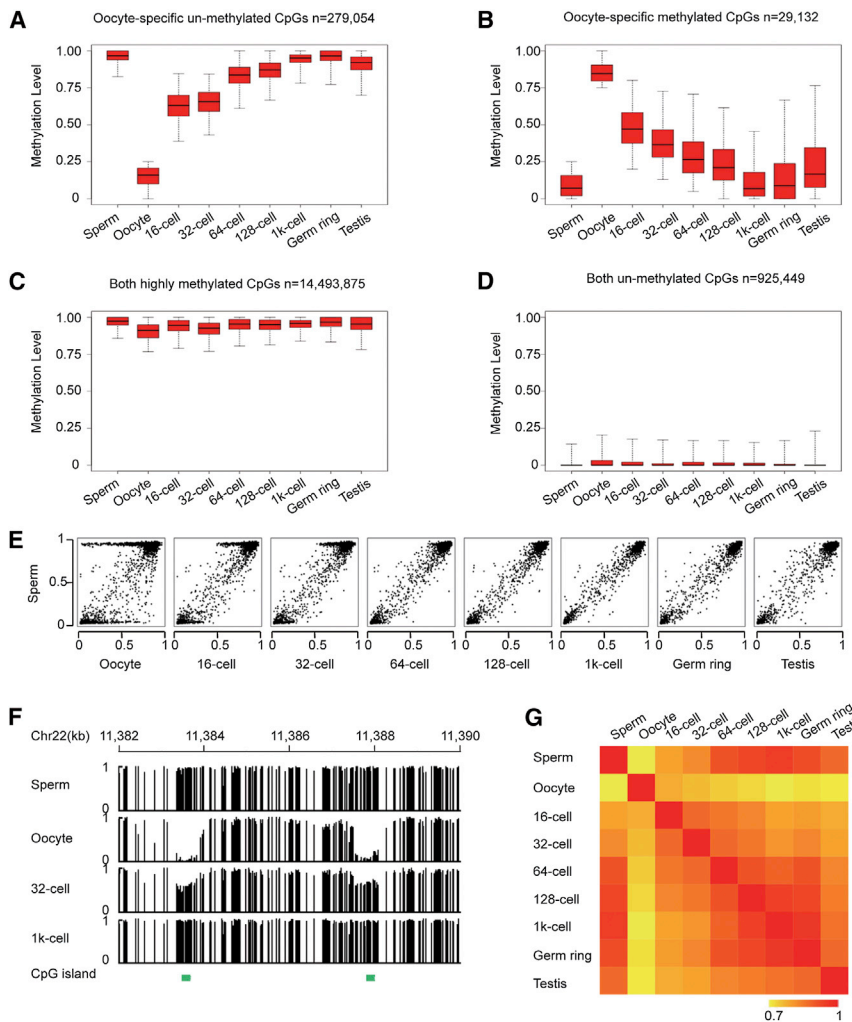 A
Oocyte-specific un-methylated CpGs n=279,054
Methylation Level
1.00
0.75
0.50
0.25
0
Sperm
Oocyte
16-cell
32-cell
64-cell
128-cell
1k-cell
Germ ring
Testis
B
Oocyte-specific methylated CpGs n=29,132
Methylation Level
1.00
0.75
0.50
0.25
0
Sperm
Oocyte
16-cell
32-cell
64-cell
128-cell
1k-cell
Germ ring
Testis
C
Both highly methylated CpGs n=14,493,875
Methylation Level
1.00
0.75
0.50
0.25
0
Sperm
Oocyte
16-cell
32-cell
64-cell
128-cell
1k-cell
Germ ring
Testis
D
Both un-methylated CpGs n=925,449
Methylation Level
1.00
0.75
0.50
0.25
0
Sperm
Oocyte
16-cell
32-cell
64-cell
128-cell
1k-cell
Germ ring
Testis
E
Sperm
1
0.5
0
0 0.5 1 0 0.5 1 0 0.5 1 0 0.5 1 0 0.5 1 0 0.5 1 0 0.5 1 0 0.5 1
Oocyte 16-cell 32-cell 64-cell 128-cell 1k-cell Germ ring Testis
F
Chr22(kb) 11,382 11,384 11,386 11,388 11,390
Sperm 1 0
Oocyte 1 0
32-cell 1 0
1k-cell 1 0
CpG island
G
Sperm
Oocyte
16-cell
32-cell
64-cell
128-cell
1k-cell
Germ ring
Test
Sperm
Oocyte
16-cell
32-cell
64-cell
128-cell
1k-cell
Germ ring
Testis
0.7 1